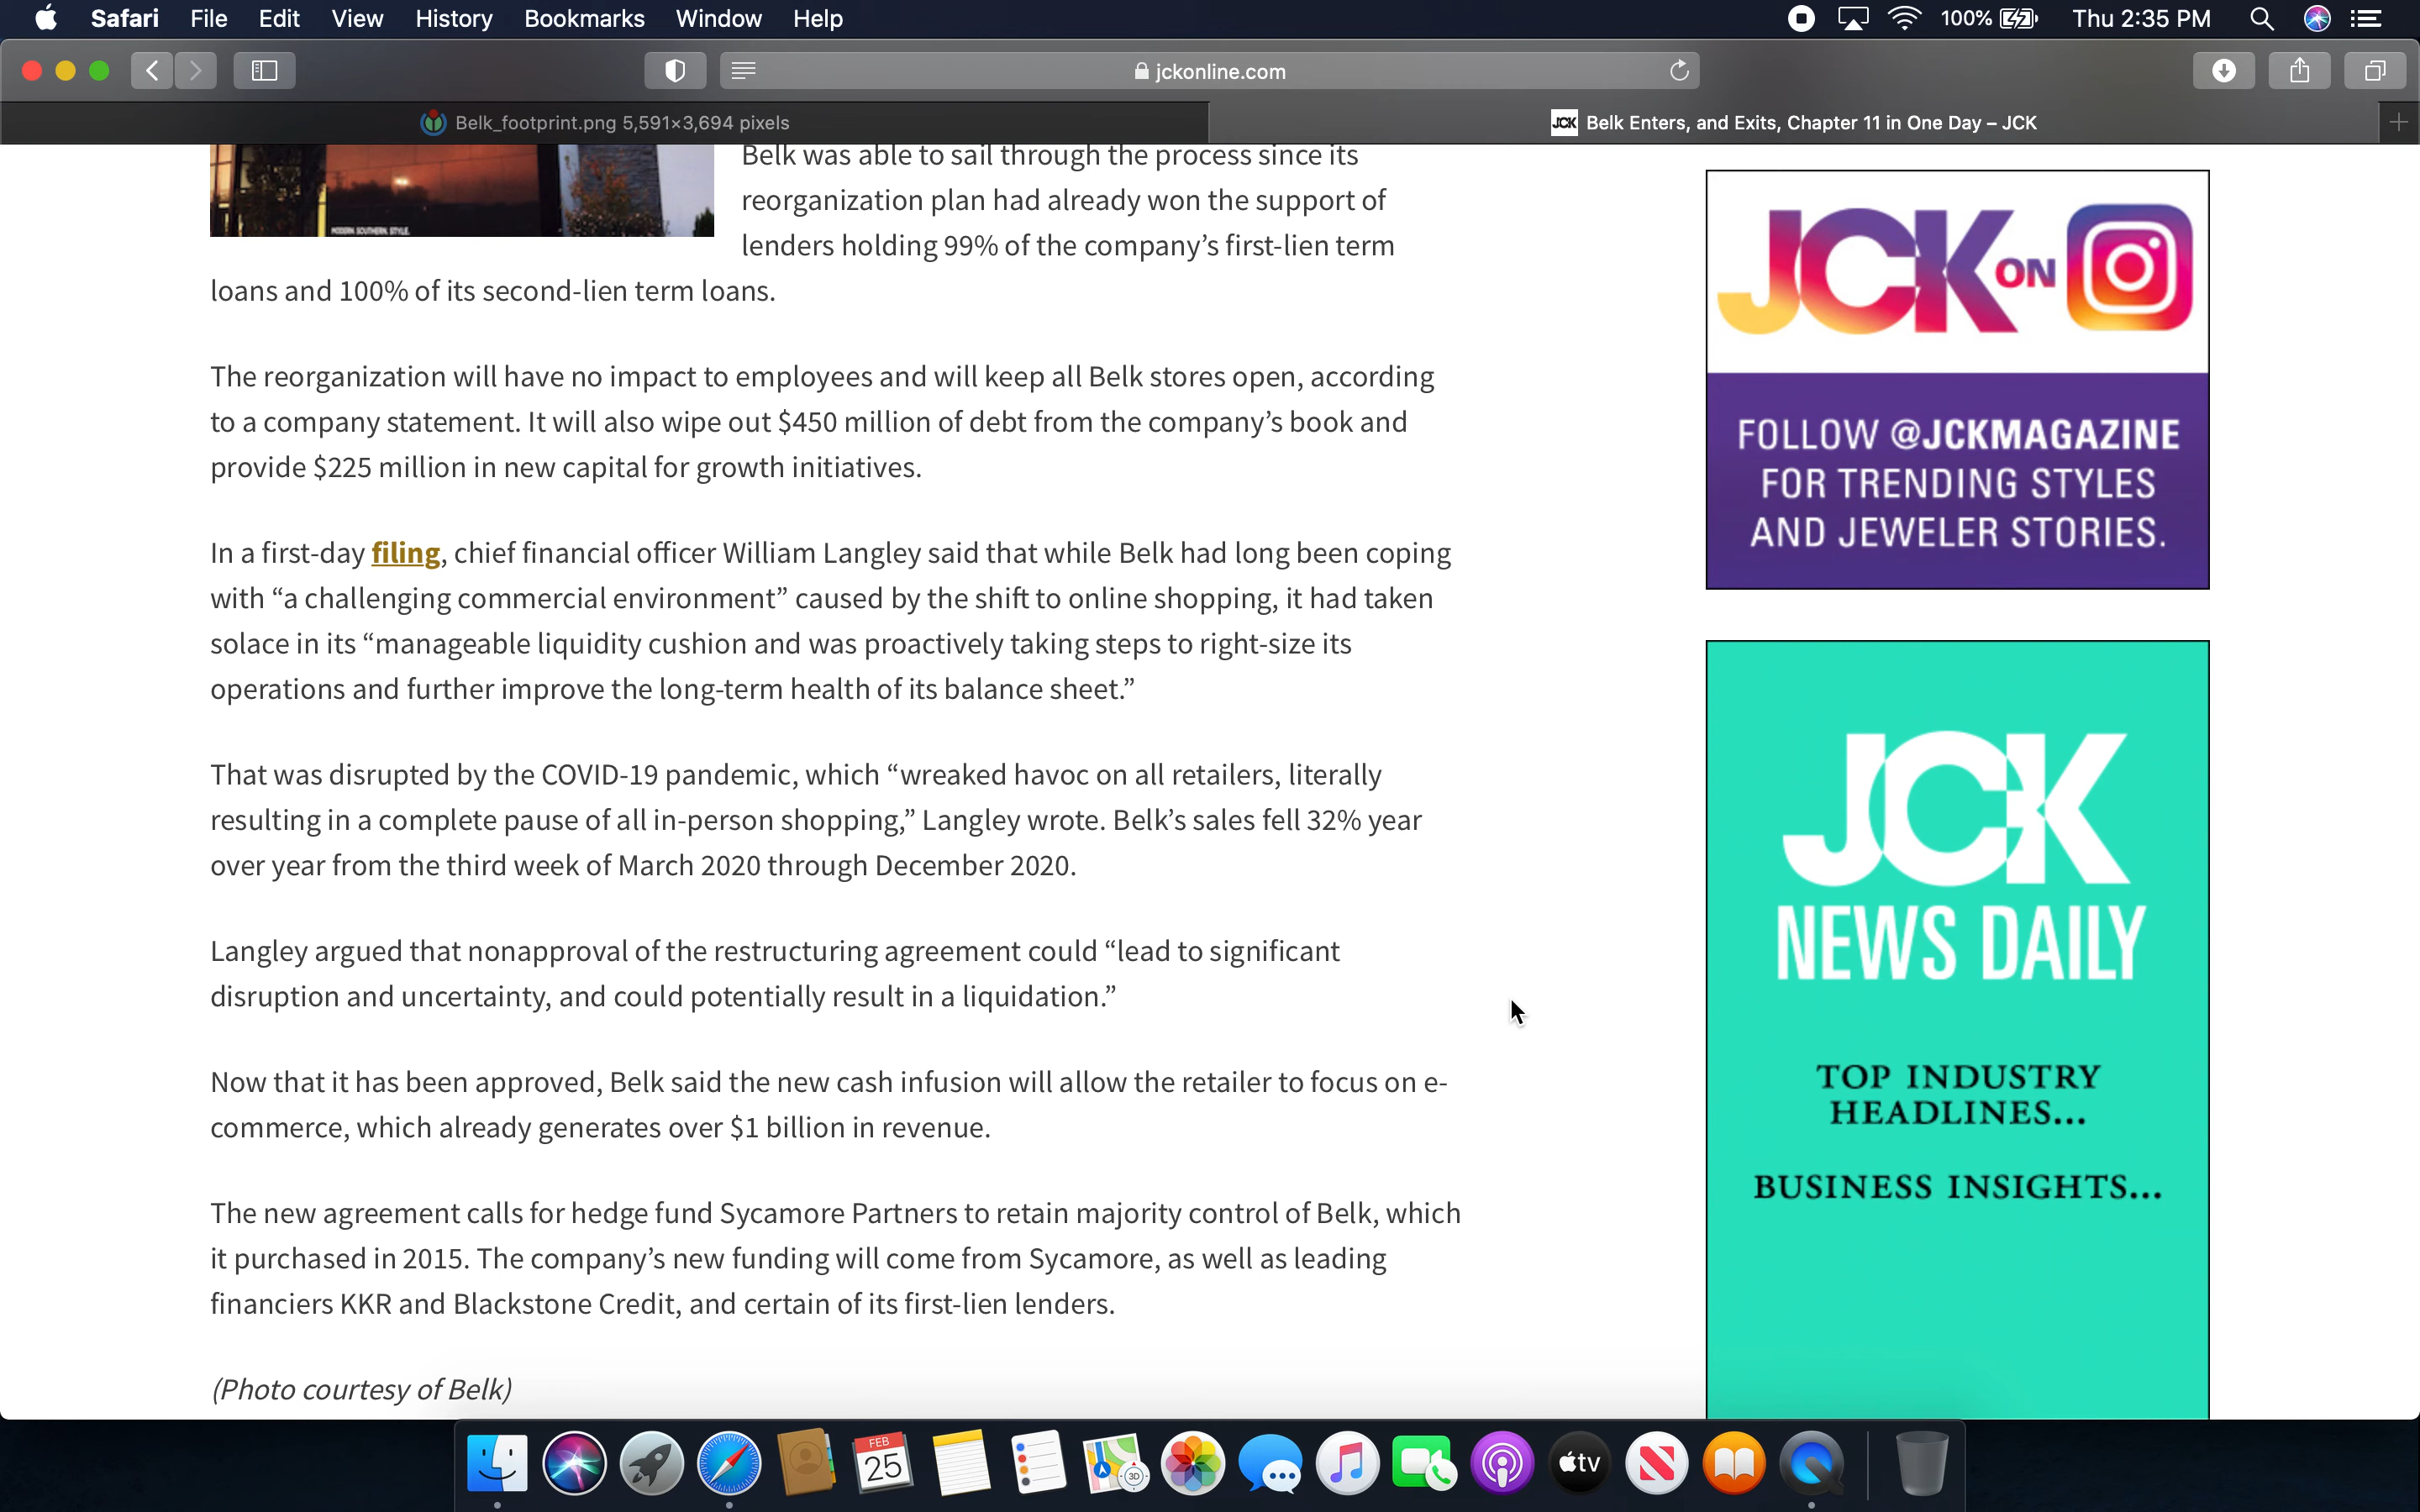 Safari File Edit View History Bookmarks Window Help 100% Thu 2:35 PM
jckonline.com
Belk_footprint.png 5,591×3,694 pixels
JCK Belk Enters, and Exits, Chapter 11 in One Day – JCK
MODERN. SOUTHERN. STYLE.
Belk was able to sail through the process since its
reorganization plan had already won the support of
lenders holding 99% of the company’s first-lien term
loans and 100% of its second-lien term loans.
The reorganization will have no impact to employees and will keep all Belk stores open, according
to a company statement. It will also wipe out $450 million of debt from the company’s book and
provide $225 million in new capital for growth initiatives.
In a first-day filing, chief financial officer William Langley said that while Belk had long been coping
with “a challenging commercial environment” caused by the shift to online shopping, it had taken
solace in its “manageable liquidity cushion and was proactively taking steps to right-size its
operations and further improve the long-term health of its balance sheet.”
That was disrupted by the COVID-19 pandemic, which “wreaked havoc on all retailers, literally
resulting in a complete pause of all in-person shopping,” Langley wrote. Belk’s sales fell 32% year
over year from the third week of March 2020 through December 2020.
Langley argued that nonapproval of the restructuring agreement could “lead to significant
disruption and uncertainty, and could potentially result in a liquidation.”
Now that it has been approved, Belk said the new cash infusion will allow the retailer to focus on e-
commerce, which already generates over $1 billion in revenue.
The new agreement calls for hedge fund Sycamore Partners to retain majority control of Belk, which
it purchased in 2015. The company’s new funding will come from Sycamore, as well as leading
financiers KKR and Blackstone Credit, and certain of its first-lien lenders.
(Photo courtesy of Belk)
JCK ON
FOLLOW @JCKMAGAZINE
FOR TRENDING STYLES
AND JEWELER STORIES.
JCK
NEWS DAILY
TOP INDUSTRY
HEADLINES...
BUSINESS INSIGHTS...
FEB
25
3D
tv